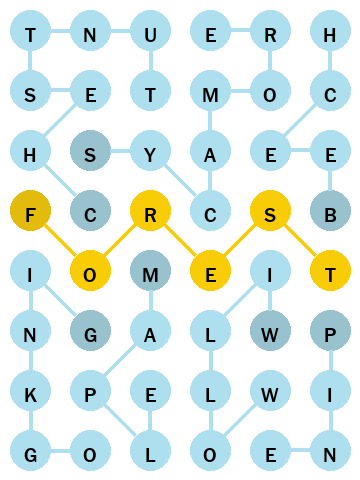 T N U E R H
S E T M O C
H S Y A E E
F C R C S B
I O M E I T
N G A L W P
K P E L W I
G O L O E N